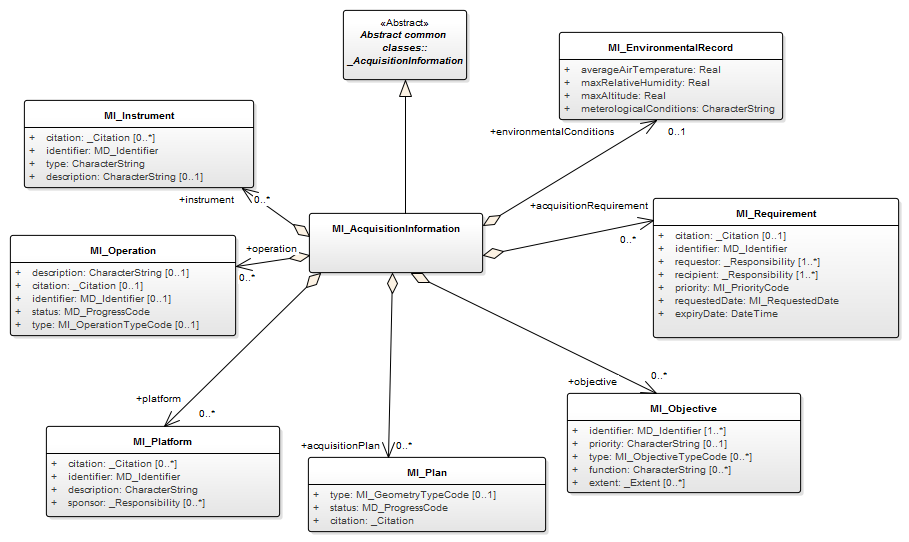 «Abstract»
Abstract common
classes::
_AcquisitionInformation
MI_EnvironmentalRecord
+ averageAirTemperature: Real
+ maxRelativeHumidity: Real
+ maxAltitude: Real
+ meterologicalConditions: CharacterString
+environmentalConditions
0..1
MI_Instrument
+ citation: _Citation [0..*]
+ identifier: MD_Identifier
+ type: CharacterString
+ description: CharacterString [0..1]
+instrument
0..*
MI_AcquisitionInformation
+acquisitionRequirement
0..*
MI_Requirement
+ citation: _Citation [0..1]
+ identifier: MD_Identifier
+ requestor: _Responsibility [1..*]
+ recipient: _Responsibility [1..*]
+ priority: MI_PriorityCode
+ requestedDate: MI_RequestedDate
+ expiryDate: DateTime
MI_Operation
+ description: CharacterString [0..1]
+ citation: _Citation [0..1]
+ identifier: MD_Identifier [0..1]
+ status: MD_ProgressCode
+ type: MI_OperationTypeCode [0..1]
+operation
0..*
+platform
0..*
+objective
0..*
+acquisitionPlan
0..*
MI_Platform
+ citation: _Citation [0..*]
+ identifier: MD_Identifier
+ description: CharacterString
+ sponsor: _Responsibility [0..*]
MI_Plan
+ type: MI_GeometryTypeCode [0..1]
+ status: MD_ProgressCode
+ citation: _Citation
MI_Objective
+ identifier: MD_Identifier [1..*]
+ priority: CharacterString [0..1]
+ type: MI_ObjectiveTypeCode [0..*]
+ function: CharacterString [0..*]
+ extent: _Extent [0..*]